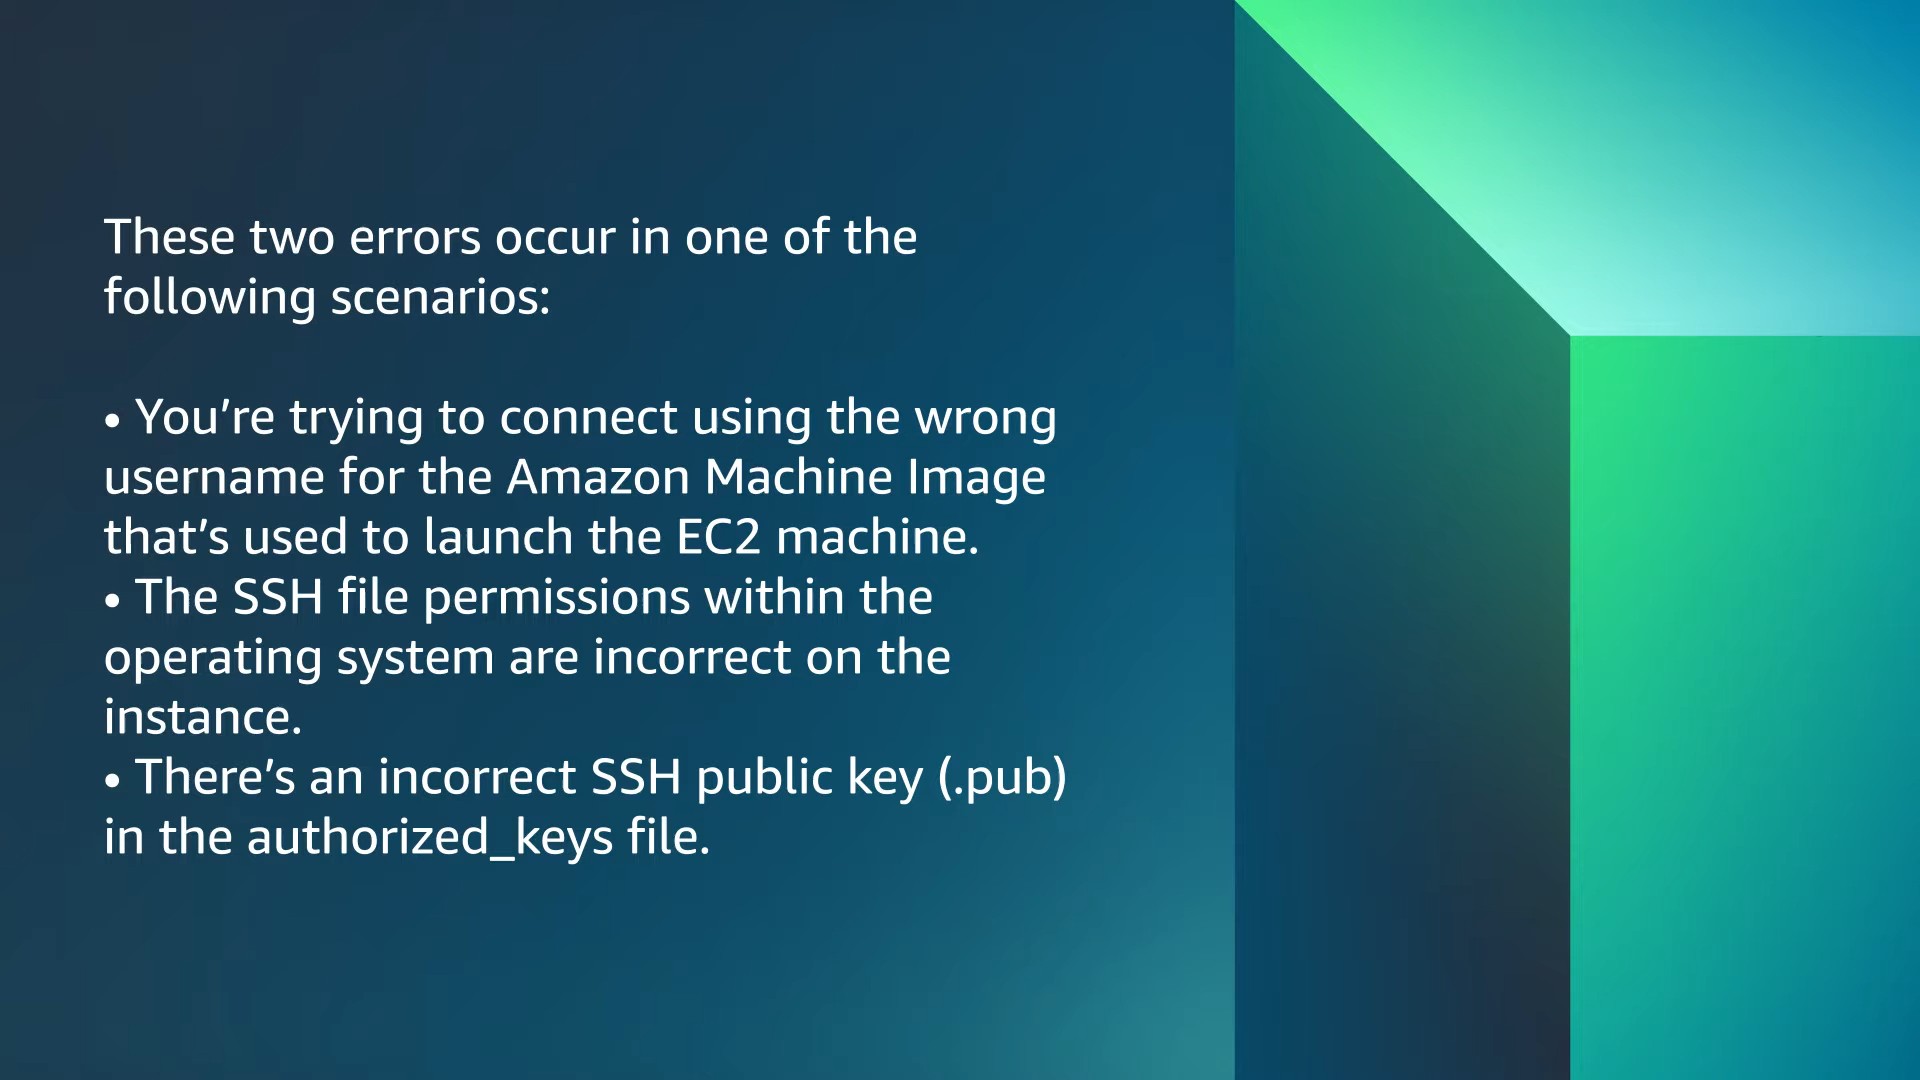 These two errors occur in one of the
following scenarios:
• You’re trying to connect using the wrong
username for the Amazon Machine Image
that’s used to launch the EC2 machine.
• The SSH file permissions within the
operating system are incorrect on the
instance.
• There’s an incorrect SSH public key (.pub)
in the authorized_keys file.